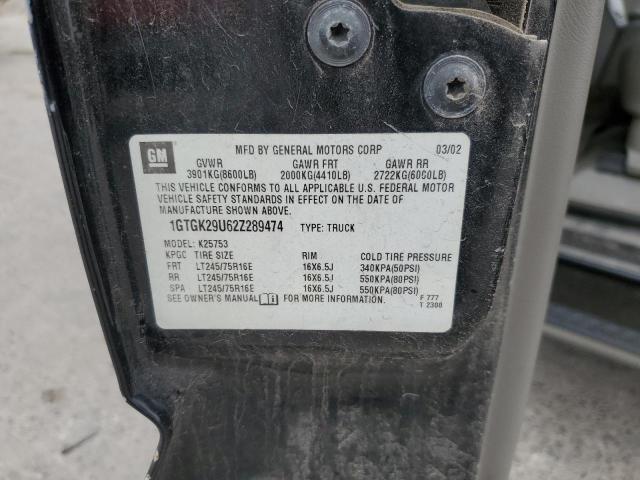 GM MFD BY GENERAL MOTORS CORP 03/02
GVWR GAWR FRT GAWR RR
3901KG(8600LB) 2000KG(4410LB) 2722KG(6000LB)
THIS VEHICLE CONFORMS TO ALL APPLICABLE U.S. FEDERAL MOTOR
VEHICLE SAFETY STANDARDS IN EFFECT ON THE DATE OF
MANUFACTURE SHOWN ABOVE.
1GTGK29U62Z289474 TYPE: TRUCK
MODEL: K25753
KPGC TIRE SIZE RIM COLD TIRE PRESSURE
FRT LT245/75R16E 16X6.5J 340KPA(50PSI)
RR LT245/75R16E 16X6.5J 550KPA(80PSI)
SPA LT245/75R16E 16X6.5J 550KPA(80PSI)
SEE OWNER'S MANUAL FOR MORE INFORMATION. F 777
T 2308